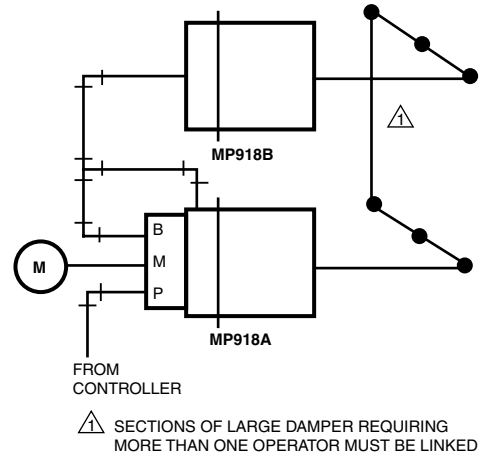 1
MP918B
B
M
M
P
MP918A
FROM
CONTROLLER
1 SECTIONS OF LARGE DAMPER REQUIRING
MORE THAN ONE OPERATOR MUST BE LINKED